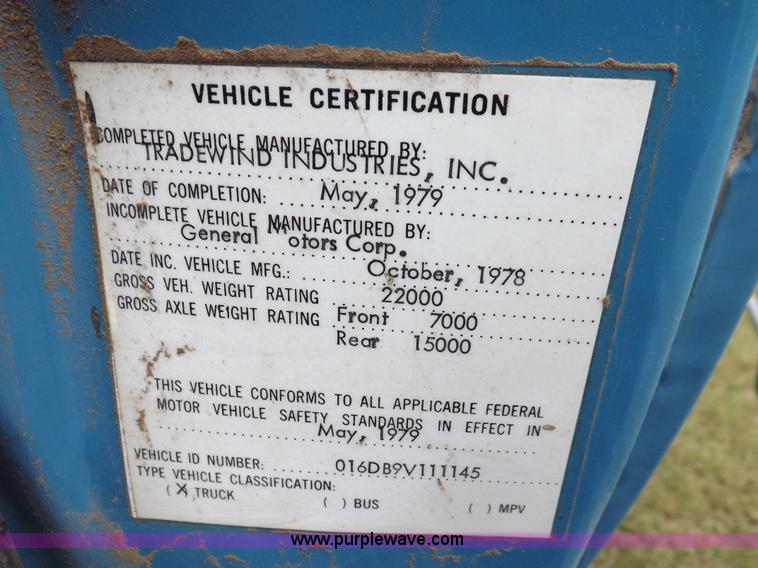 VEHICLE CERTIFICATION
COMPLETED VEHICLE MANUFACTURED BY:
TRADEWIND INDUSTRIES, INC.
DATE OF COMPLETION: May, 1979
INCOMPLETE VEHICLE MANUFACTURED BY:
General Motors Corp.
DATE INC. VEHICLE MFG.: October, 1978
GROSS VEH. WEIGHT RATING 22000
GROSS AXLE WEIGHT RATING Front 7000
Rear 15000
THIS VEHICLE CONFORMS TO ALL APPLICABLE FEDERAL
MOTOR VEHICLE SAFETY STANDARDS IN EFFECT IN
May, 1979
VEHICLE ID NUMBER: 016DB9V111145
TYPE VEHICLE CLASSIFICATION:
(X TRUCK ( ) BUS ( ) MPV
www.purplewave.com